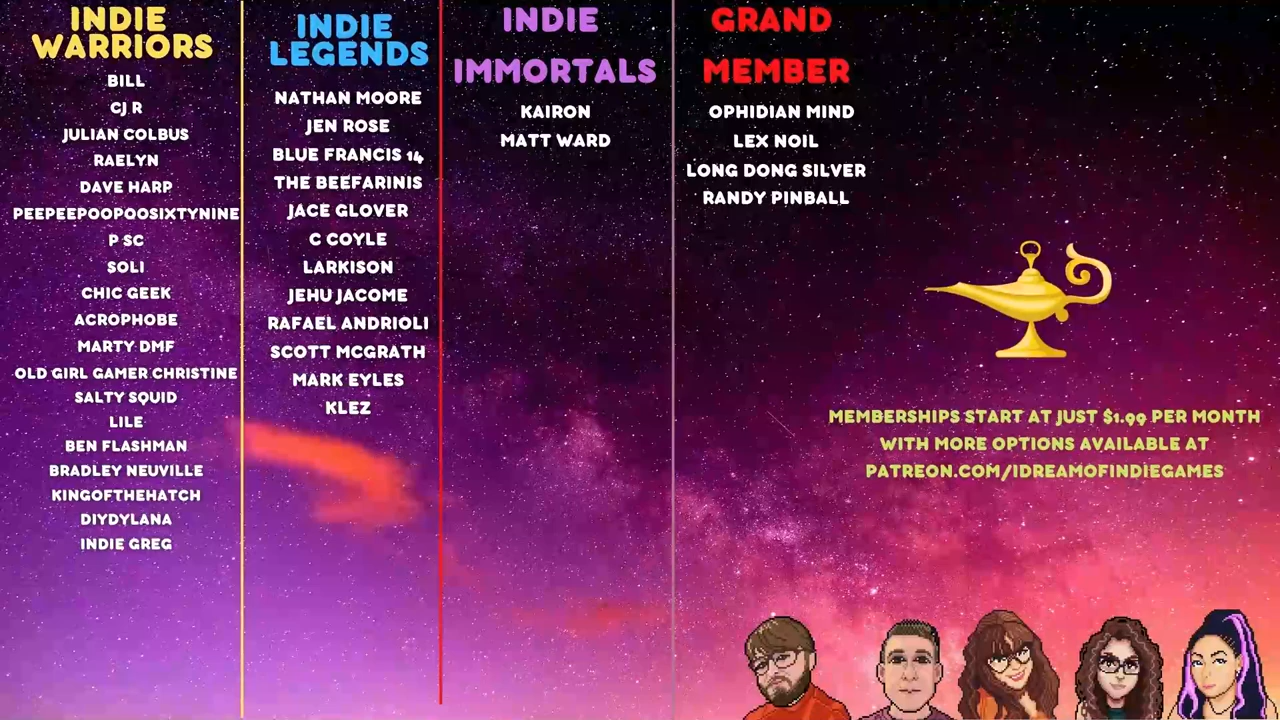 INDIE
WARRIORS
BILL
CJ R
JULIAN COLBUS
RAELYN
DAVE HARP
PEEPEEPOOPOOSIXTYNINE
P SC
SOLI
CHIC GEEK
ACROPHOBE
MARTY DMF
OLD GIRL GAMER CHRISTINE
SALTY SQUID
LILE
BEN FLASHMAN
BRADLEY NEUVILLE
KINGOFTHEHATCH
DIYDYLANA
INDIE GREG
INDIE
LEGENDS
NATHAN MOORE
JEN ROSE
BLUE FRANCIS 14
THE BEEFARINIS
JACE GLOVER
C COYLE
LARKISON
JEHU JACOME
RAFAEL ANDRIOLI
SCOTT MCGRATH
MARK EYLES
KLEZ
INDIE
IMMORTALS
KAIRON
MATT WARD
GRAND
MEMBER
OPHIDIAN MIND
LEX NOIL
LONG DONG SILVER
RANDY PINBALL
MEMBERSHIPS START AT JUST $1.99 PER MONTH
WITH MORE OPTIONS AVAILABLE AT
PATREON.COM/IDREAMOFINDIEGAMES